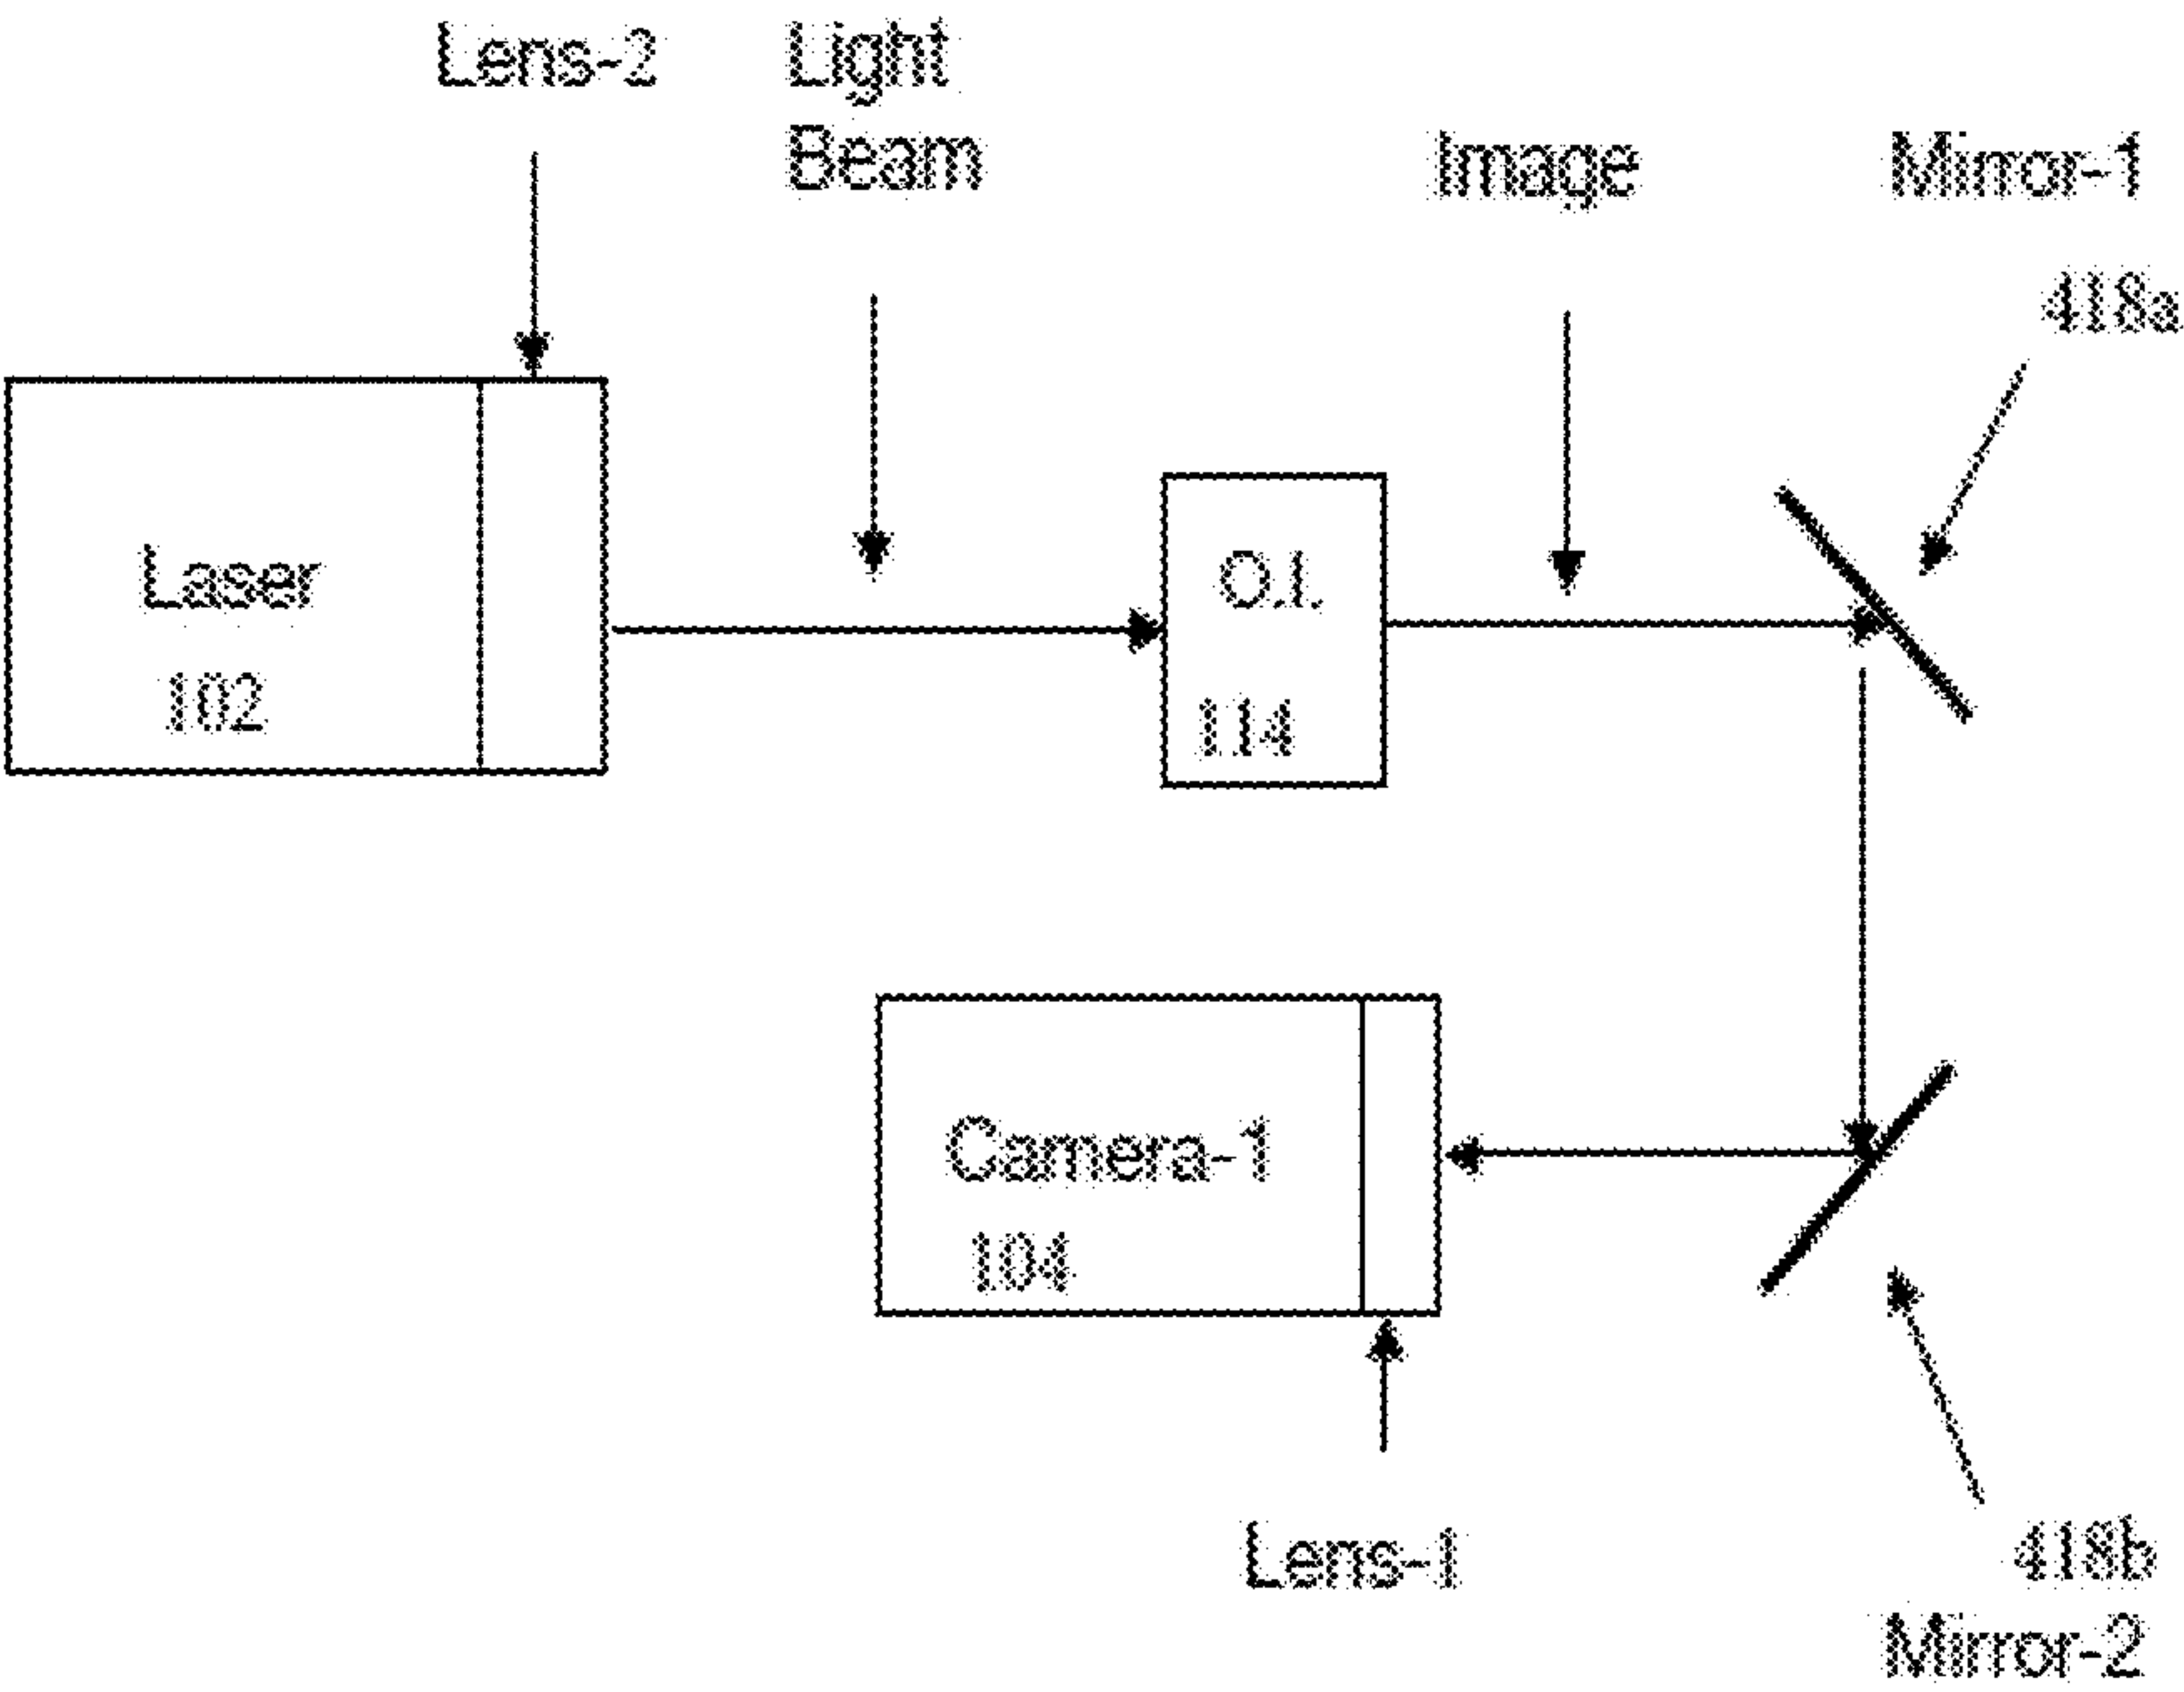 Lens-2
Light
Beam
Image
Mirror-1
418a
Laser
102
O.I.
114
Camera-1
104
Lens-1
418b
Mirror-2